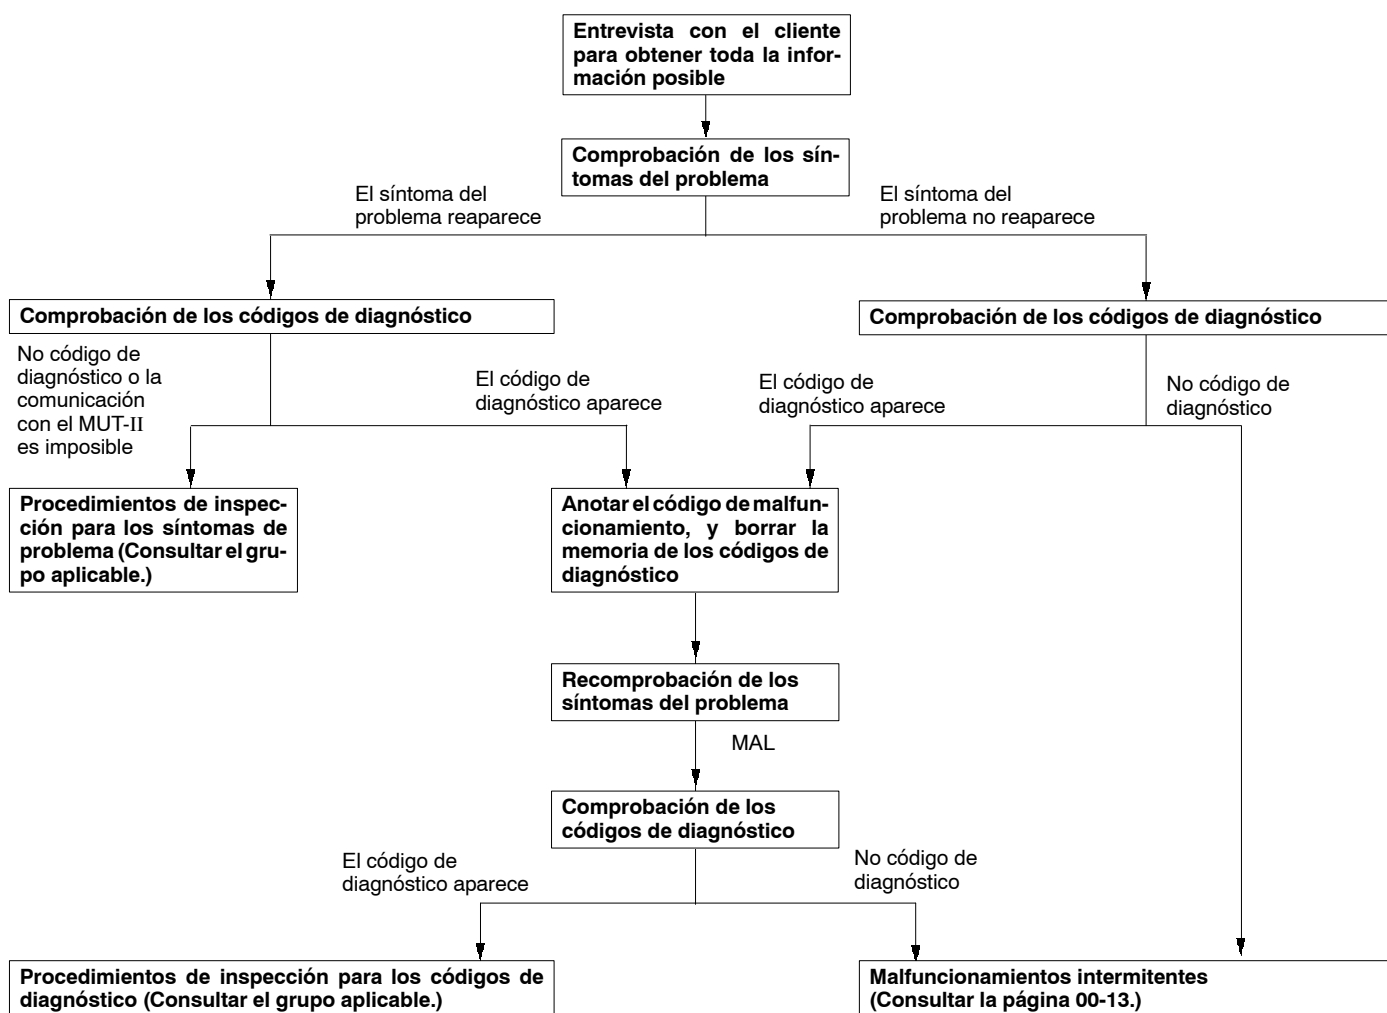 Entrevista con el cliente
para obtener toda la infor-
mación posible
Comprobación de los sín-
tomas del problema
El síntoma del
problema reaparece
El síntoma del
problema no reaparece
Comprobación de los códigos de diagnóstico
Comprobación de los códigos de diagnóstico
No código de
diagnóstico o la
comunicación
con el MUT-II
es imposible
El código de
diagnóstico aparece
El código de
diagnóstico aparece
No código de
diagnóstico
Procedimientos de inspec-
ción para los síntomas de
problema (Consultar el gru-
po aplicable.)
Anotar el código de malfun-
cionamiento, y borrar la
memoria de los códigos de
diagnóstico
Recomprobación de los
síntomas del problema
MAL
Comprobación de los
códigos de diagnóstico
El código de
diagnóstico aparece
No código de
diagnóstico
Procedimientos de inspección para los códigos de
diagnóstico (Consultar el grupo aplicable.)
Malfuncionamientos intermitentes
(Consultar la página 00-13.)